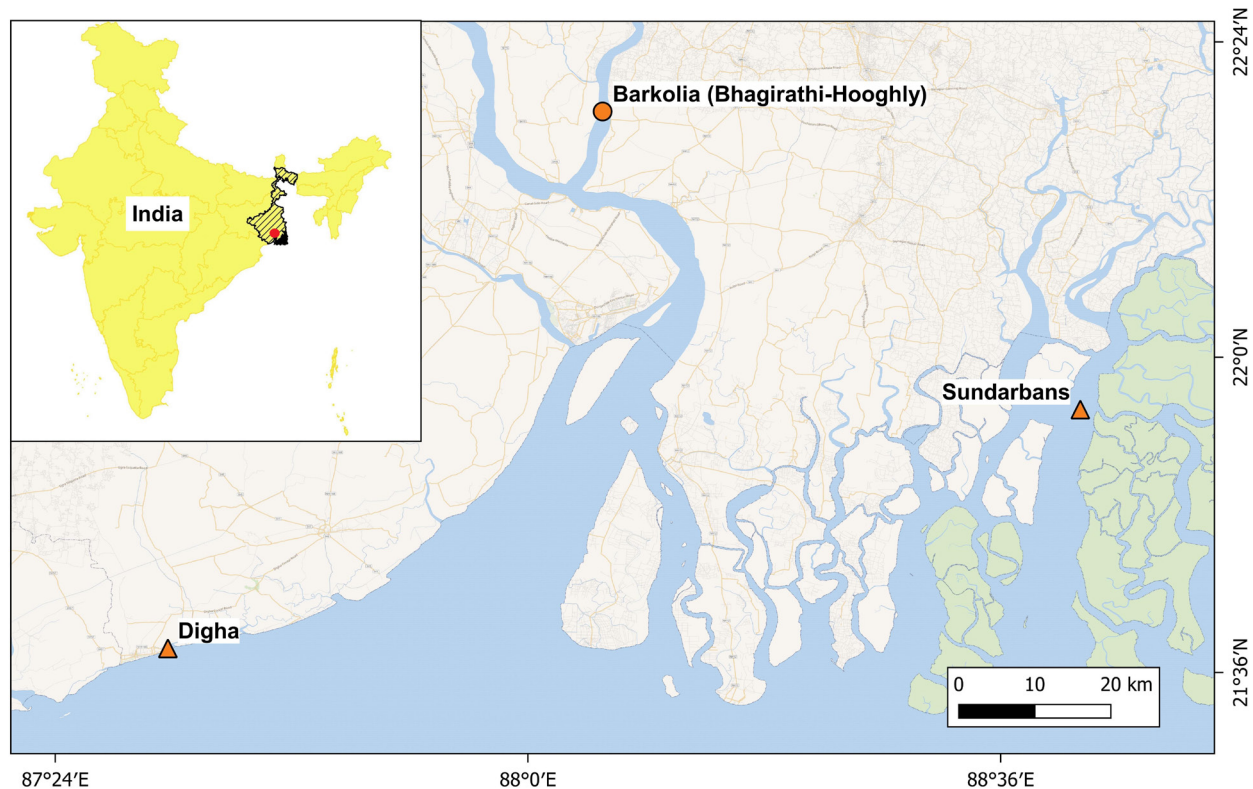 India
Barkolia (Bhagirathi-Hooghly)
22°24′N
22°0′N
Sundarbans
Digha
0 10 20 km
21°36′N
87°24′E 88°0′E 88°36′E